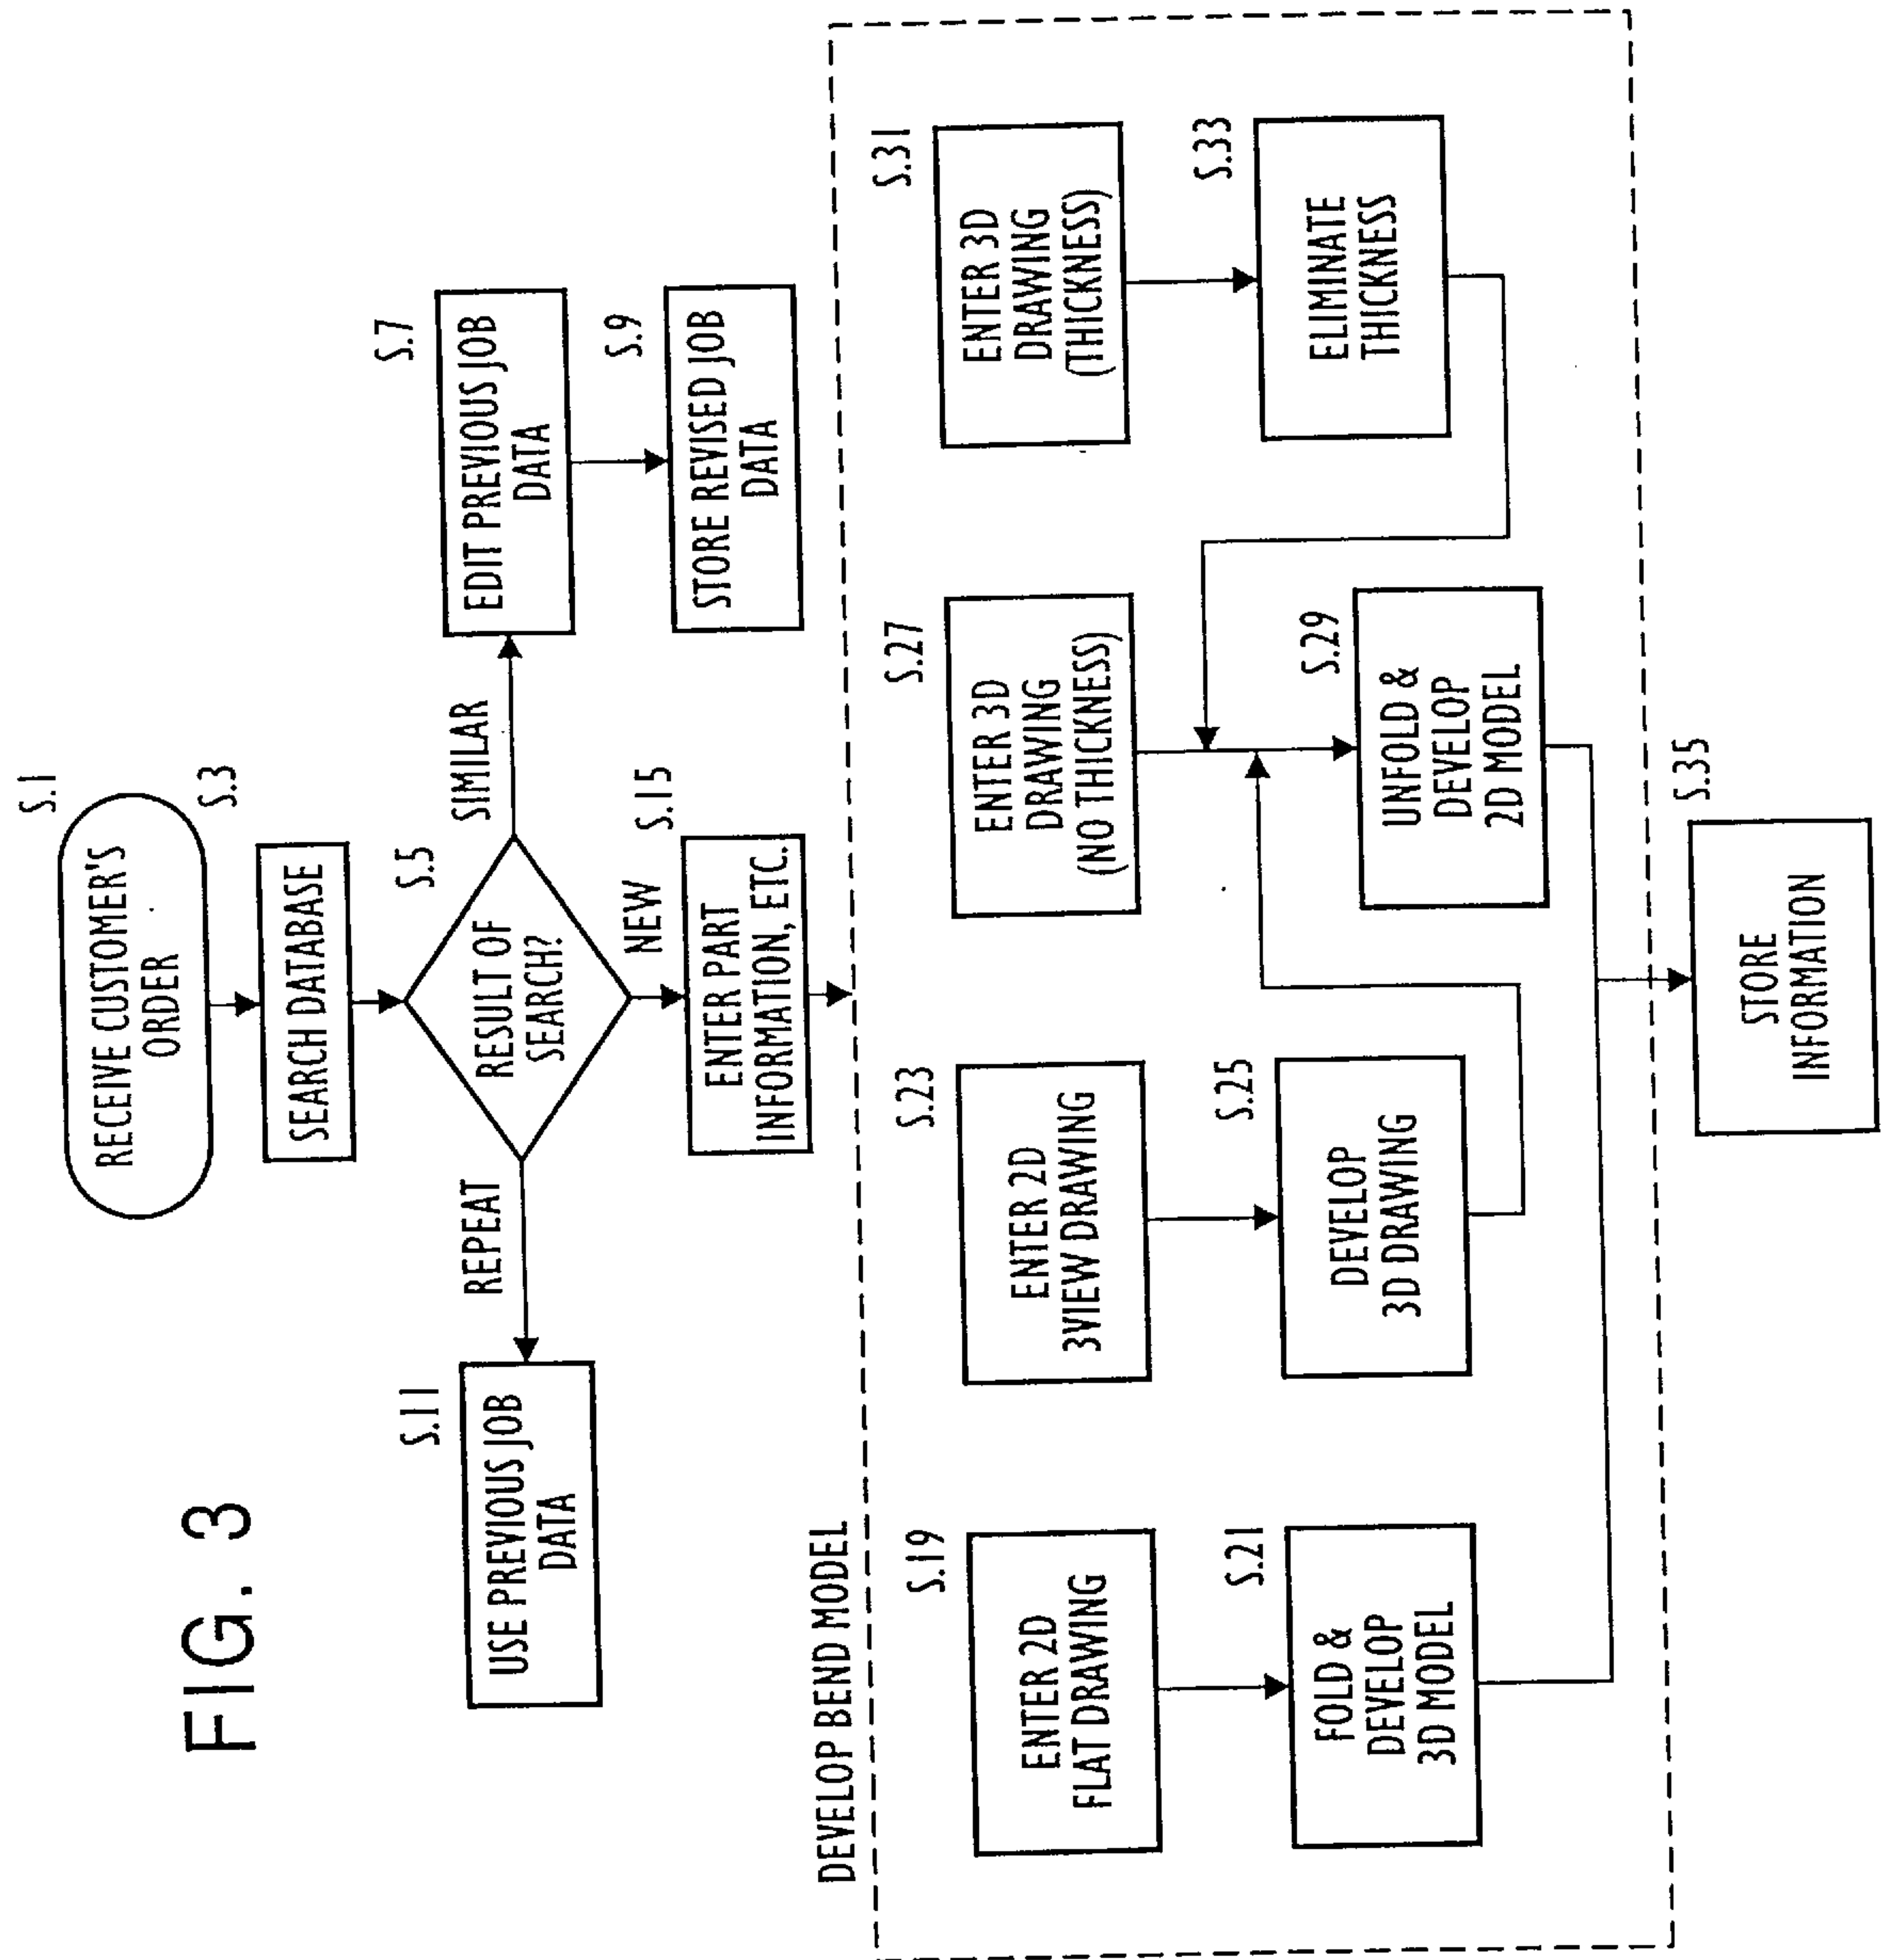 FIG. 3
S.1
RECEIVE CUSTOMER'S
ORDER
S.3
SEARCH DATABASE
S.5
RESULT OF
SEARCH?
REPEAT
SIMILAR
NEW
S.11
USE PREVIOUS JOB
DATA
S.7
EDIT PREVIOUS JOB
DATA
S.9
STORE REVISED JOB
DATA
S.15
ENTER PART
INFORMATION, ETC.
DEVELOP BEND MODEL
S.19
ENTER 2D
FLAT DRAWING
S.21
FOLD &
DEVELOP
3D MODEL
S.23
ENTER 2D
3VIEW DRAWING
S.25
DEVELOP
3D DRAWING
S.27
ENTER 3D
DRAWING
(NO THICKNESS)
S.29
UNFOLD &
DEVELOP
2D MODEL
S.31
ENTER 3D
DRAWING
(THICKNESS)
S.33
ELIMINATE
THICKNESS
S.35
STORE
INFORMATION